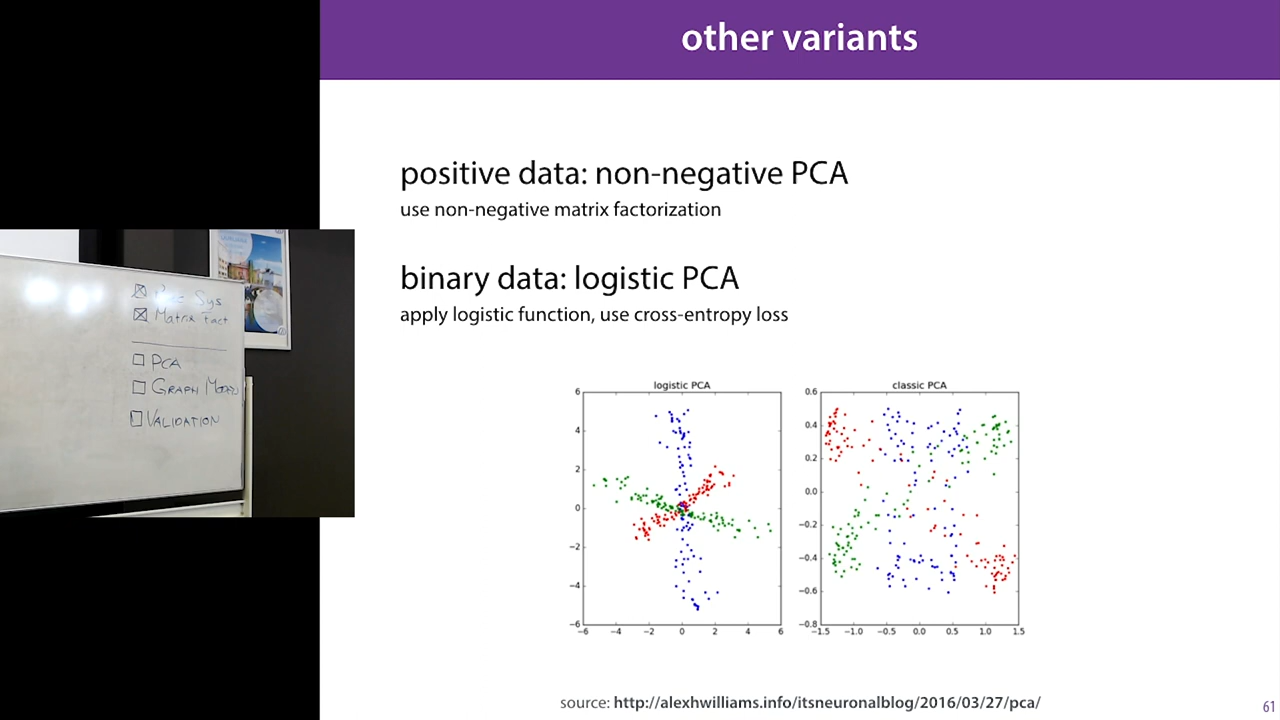 other variants
positive data: non-negative PCA
use non-negative matrix factorization
binary data: logistic PCA
apply logistic function, use cross-entropy loss
Sys
Matrix Fact
PCA
GRAPH
VALIDATION
logistic PCA
6
4
2
0
−2
−4
−6
−6 −4 −2 0 2 4 6
classic PCA
0.6
0.4
0.2
0.0
−0.2
−0.4
−0.6
−0.8
−1.5 −1.0 −0.5 0.0 0.5 1.0 1.5
source: http://alexhwilliams.info/itsneuronalblog/2016/03/27/pca/
61